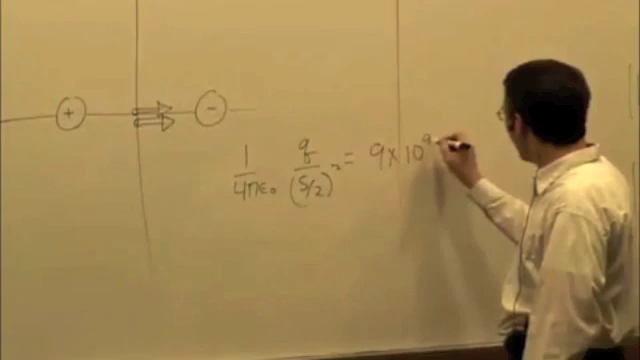 + -
1/4πε₀ q/(s/2)² = 9 × 10⁹